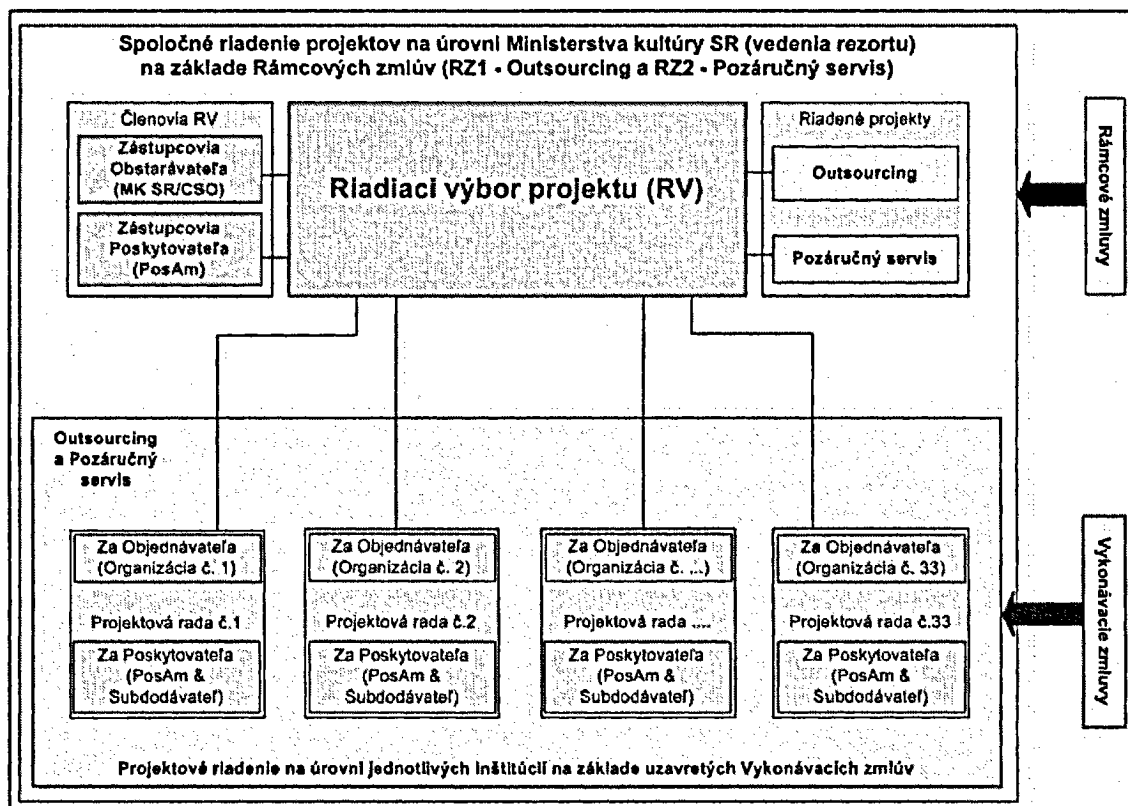 Spoločné riadenie projektov na úrovni Ministerstva kultúry SR (vedenia rezortu)
na základe Rámcových zmlúv (RZ1 - Outsourcing a RZ2 - Pozáručný servis)
Členovia RV
Zástupcovia
Obstarávateľa
(MK SR/CSO)
Zástupcovia
Poskytovateľa
(PosAm)
Riadiaci výbor projektu (RV)
Riadené projekty
Outsourcing
Pozáručný servis
Rámcové zmluvy
Outsourcing
a Pozáručný
servis
Za Objednávateľa
(Organizácia č. 1)
Projektová rada č.1
Za Poskytovateľa
(PosAm &
Subdodávateľ)
Za Objednávateľa
(Organizácia č. 2)
Projektová rada č.2
Za Poskytovateľa
(PosAm &
Subdodávateľ)
Za Objednávateľa
(Organizácia č. ...)
Projektová rada ....
Za Poskytovateľa
(PosAm &
Subdodávateľ)
Za Objednávateľa
(Organizácia č. 33)
Projektová rada č.33
Za Poskytovateľa
(PosAm &
Subdodávateľ)
Vykonávacie zmluvy
Projektové riadenie na úrovni jednotlivých inštitúcií na základe uzavretých Vykonávacích zmlúv